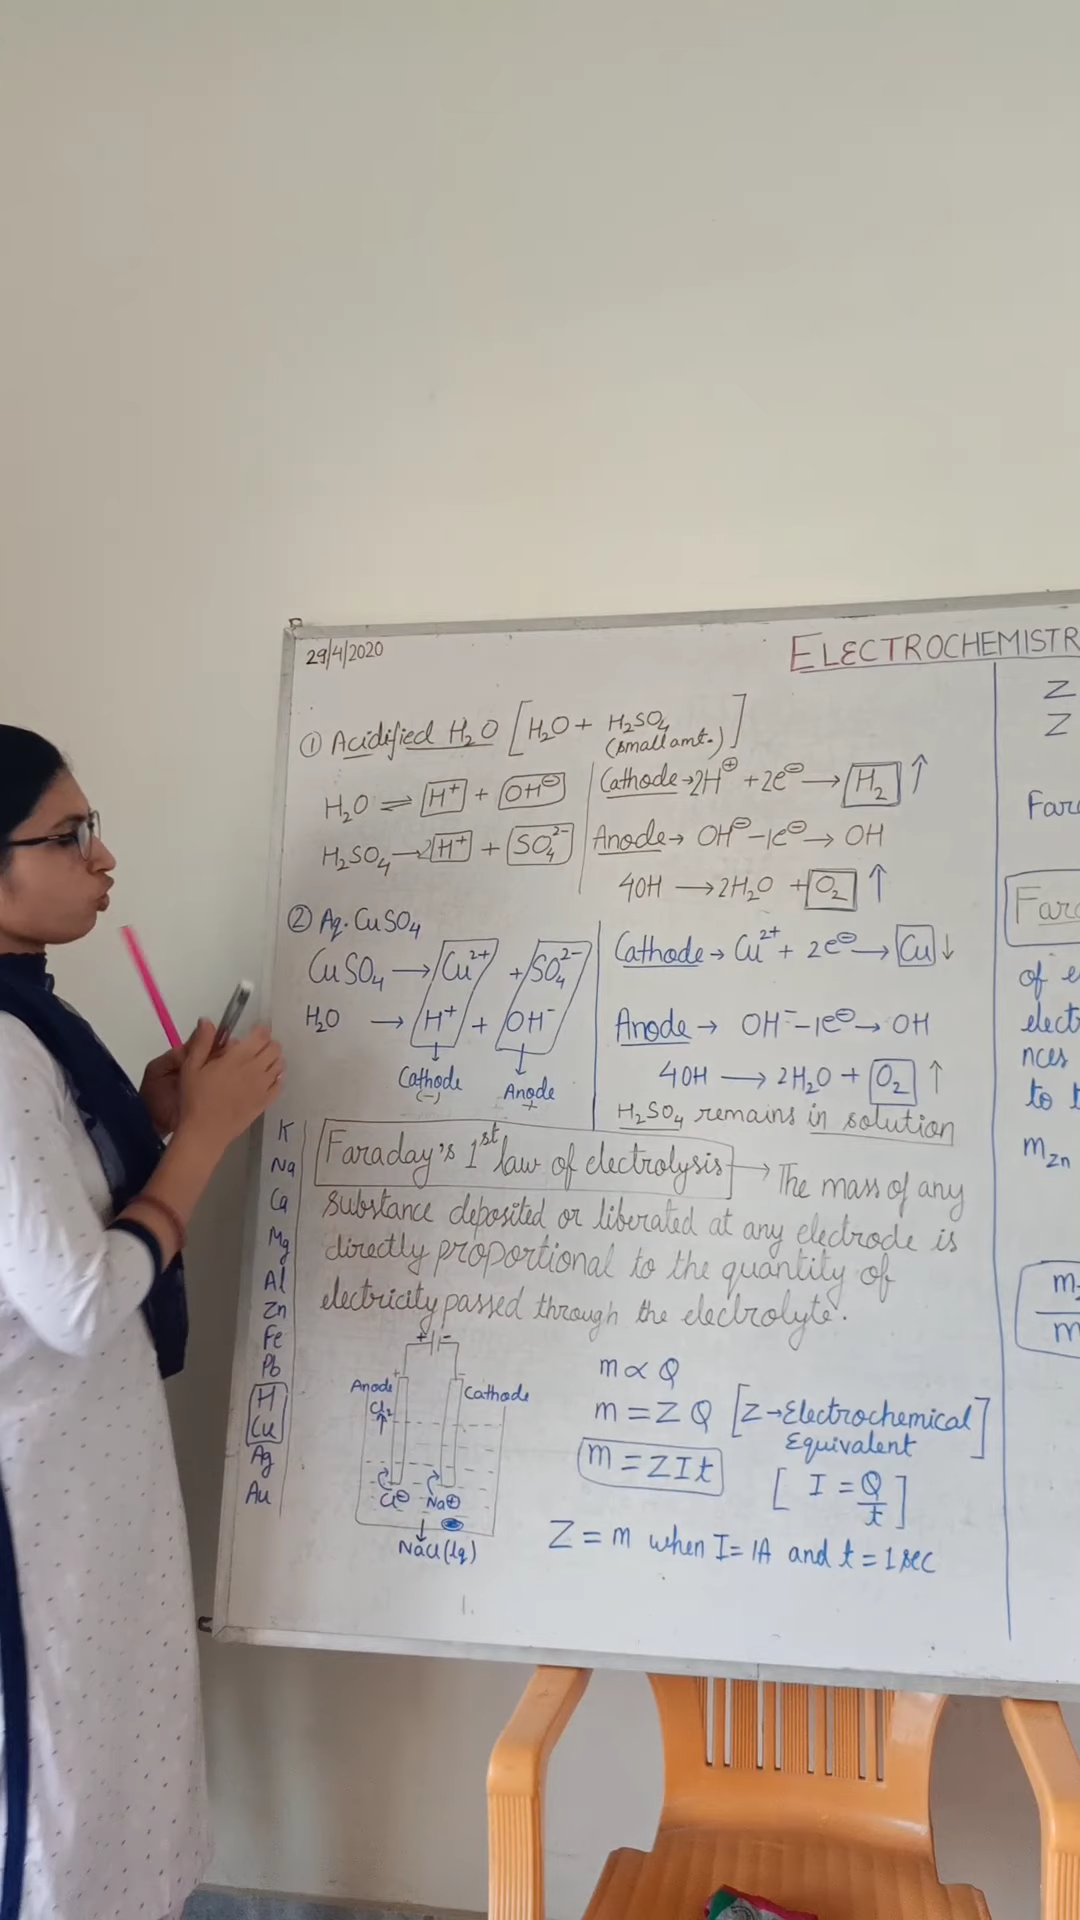 29/4/2020
ELECTROCHEMISTR
① Acidified H₂O [H₂O + H₂SO₄ (small amt.)]
H₂O ⇌ H⁺ + OH⊖
H₂SO₄ → 2H⁺ + SO₄²⁻
Cathode → 2H⊕ + 2e⊖ → H₂ ↑
Anode → OH⊖ - 1e⊖ → OH
4OH → 2H₂O + O₂ ↑
② Aq. CuSO₄
CuSO₄ → Cu²⁺ + SO₄²⁻
H₂O → H⁺ + OH⁻
Cathode (-)
Anode +
Cathode → Cu²⁺ + 2e⊖ → Cu ↓
Anode → OH⁻ - 1e⊖ → OH
4OH → 2H₂O + O₂ ↑
H₂SO₄ remains in solution
K
Na
Ca
Mg
Al
Zn
Fe
Pb
H
Cu
Ag
Au
Faraday's 1st law of electrolysis → The mass of any
substance deposited or liberated at any electrode is
directly proportional to the quantity of
electricity passed through the electrolyte.
+ -
Anode + Cathode -
Cl₂ ↑
Cl⊖ Na⊕
NaCl (lq)
m ∝ Q
m = Z Q [Z → Electrochemical
Equivalent]
m = Z I t
[I = Q/t]
Z = m when I = 1A and t = 1 sec
Z
Z
Fara
Fara
of e
elect
nces
to t
m Zn
m
m